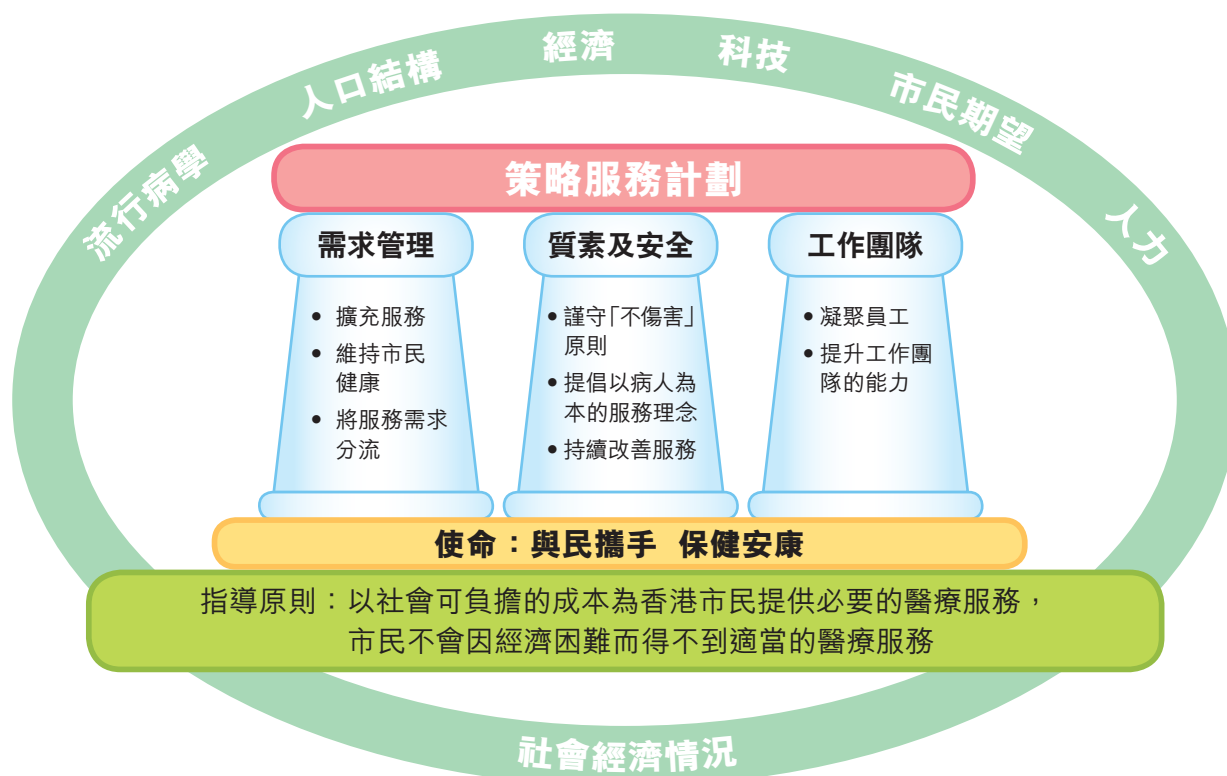 流行病學
人口結構
經濟
科技
市民期望
人力
策略服務計劃
需求管理
• 擴充服務
• 維持市民
健康
• 將服務需求
分流
質素及安全
• 謹守「不傷害」
原則
• 提倡以病人為
本的服務理念
• 持續改善服務
工作團隊
• 凝聚員工
• 提升工作團
隊的能力
使命：與民攜手 保健安康
指導原則：以社會可負擔的成本為香港市民提供必要的醫療服務，
市民不會因經濟困難而得不到適當的醫療服務
社會經濟情況